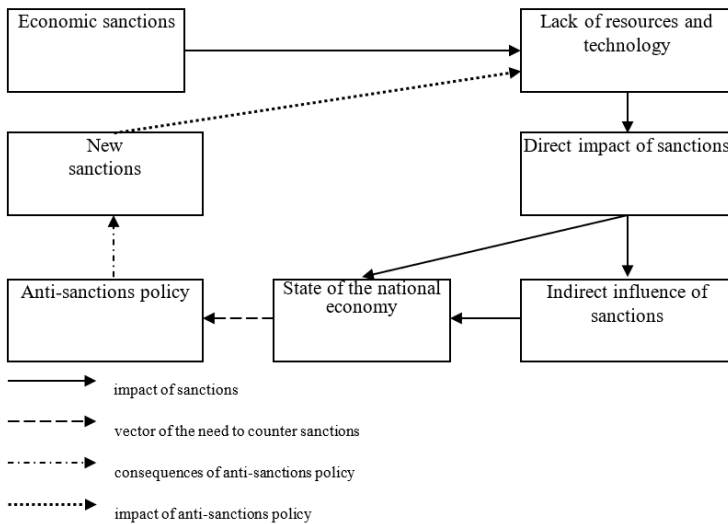 Economic sanctions
Lack of resources and
technology
New
sanctions
Direct impact of sanctions
Anti-sanctions policy
State of the national
economy
Indirect influence of
sanctions
impact of sanctions
vector of the need to counter sanctions
consequences of anti-sanctions policy
impact of anti-sanctions policy